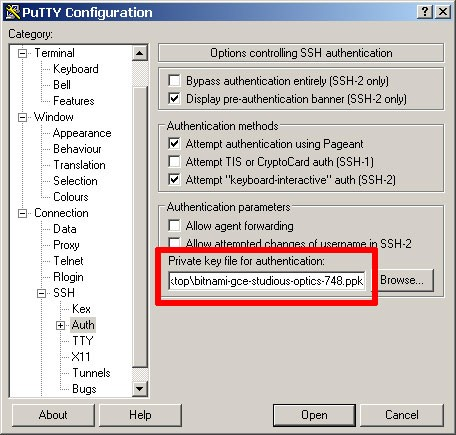 PuTTY Configuration
Category:
Terminal
Keyboard
Bell
Features
Window
Appearance
Behaviour
Translation
Selection
Colours
Connection
Data
Proxy
Telnet
Rlogin
SSH
Kex
Auth
TTY
X11
Tunnels
Bugs
Options controlling SSH authentication
Bypass authentication entirely (SSH-2 only)
Display pre-authentication banner (SSH-2 only)
Authentication methods
Attempt authentication using Pageant
Attempt TIS or CryptoCard auth (SSH-1)
Attempt "keyboard-interactive" auth (SSH-2)
Authentication parameters
Allow agent forwarding
Allow attempted changes of username in SSH-2
Private key file for authentication:
top\bitnami-gce-studious-optics-748.ppk
Browse...
About
Help
Open
Cancel